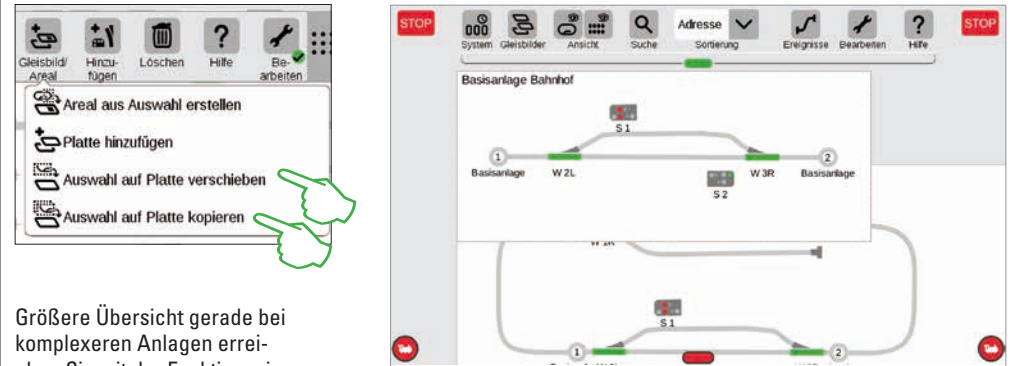 Gleisbild/ Areal
Hinzu- fügen
Löschen
Hilfe
Be- arbeiten
Areal aus Auswahl erstellen
Platte hinzufügen
Auswahl auf Platte verschieben
Auswahl auf Platte kopieren
Größere Übersicht gerade bei
komplexeren Anlagen errei-
STOP
System
Gleisbilder
Ansicht
Suche
Adresse
Sortierung
Ereignisse
Bearbeiten
Hilfe
STOP
Basisanlage Bahnhof
S 1
1
2
Basisanlage
W 2L
W 3R
Basisanlage
S 2
W 1R
S 1
1
2